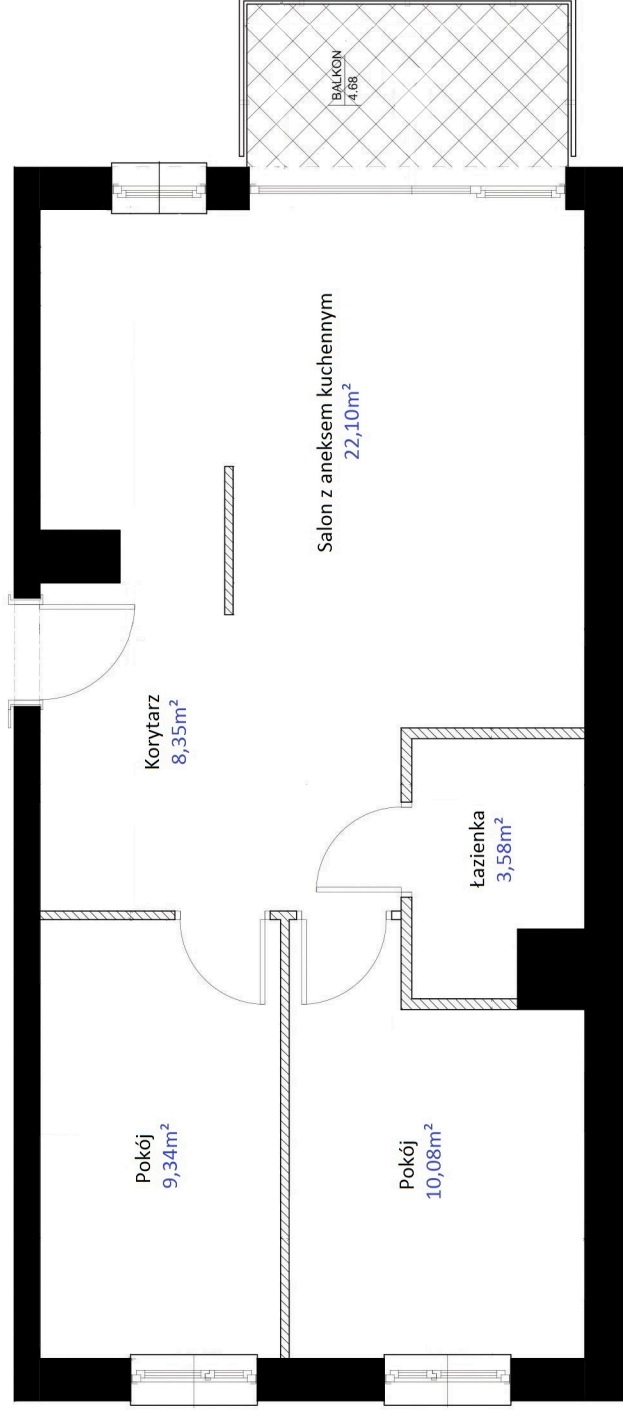 Pokój
9,34m²
Korytarz
8,35m²
Pokój
10,08m²
Łazienka
3,58m²
Salon z aneksem kuchennym
22,10m²
BALKON
4.68